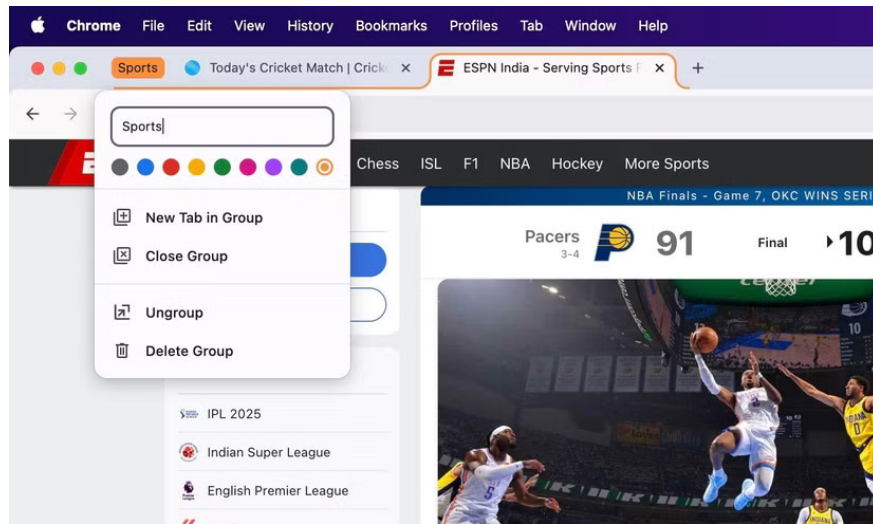 Chrome File Edit View History Bookmarks Profiles Tab Window Help
Sports Today's Cricket Match | Cricke ESPN India - Serving Sports F
Sports
Chess ISL F1 NBA Hockey More Sports
NBA Finals - Game 7, OKC WINS SERI
New Tab in Group
Close Group
Pacers 91 Final 10
3-4
Ungroup
Delete Group
IPL 2025
Indian Super League
English Premier League